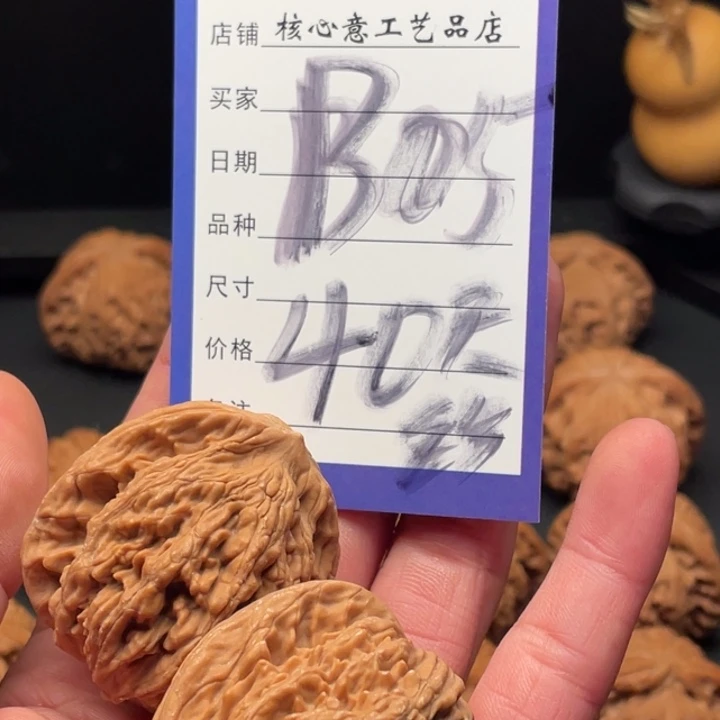 店铺 核心意工艺品店
买家
日期 B05
品种
尺寸
价格 40